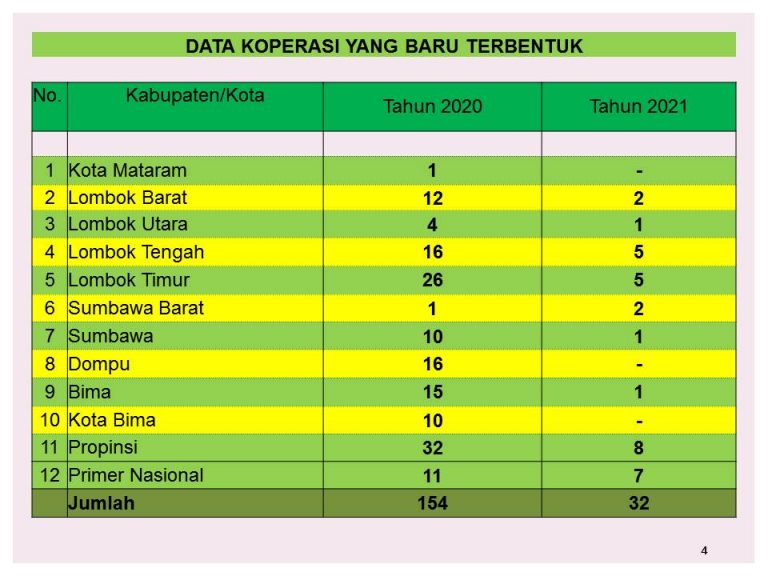 DATA KOPERASI YANG BARU TERBENTUK
No. Kabupaten/Kota Tahun 2020 Tahun 2021
1 Kota Mataram 1 -
2 Lombok Barat 12 2
3 Lombok Utara 4 1
4 Lombok Tengah 16 5
5 Lombok Timur 26 5
6 Sumbawa Barat 1 2
7 Sumbawa 10 1
8 Dompu 16 -
9 Bima 15 1
10 Kota Bima 10 -
11 Propinsi 32 8
12 Primer Nasional 11 7
Jumlah 154 32
4